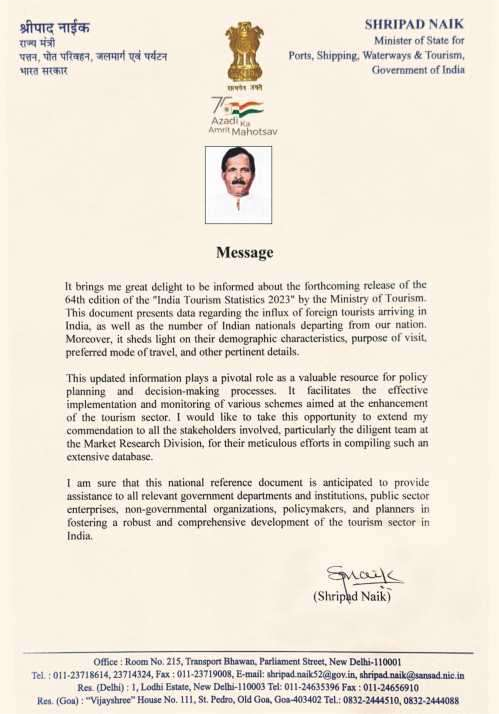 श्रीपाद नाईक
राज्य मंत्री
पत्तन, पोत परिवहन, जलमार्ग एवं पर्यटन
भारत सरकार
सत्यमेव जयते
75
Azadi Ka
Amrit Mahotsav
SHRIPAD NAIK
Minister of State for
Ports, Shipping, Waterways & Tourism,
Government of India
Message
It brings me great delight to be informed about the forthcoming release of the
64th edition of the "India Tourism Statistics 2023" by the Ministry of Tourism.
This document presents data regarding the influx of foreign tourists arriving in
India, as well as the number of Indian nationals departing from our nation.
Moreover, it sheds light on their demographic characteristics, purpose of visit,
preferred mode of travel, and other pertinent details.
This updated information plays a pivotal role as a valuable resource for policy
planning and decision-making processes. It facilitates the effective
implementation and monitoring of various schemes aimed at the enhancement
of the tourism sector. I would like to take this opportunity to extend my
commendation to all the stakeholders involved, particularly the diligent team at
the Market Research Division, for their meticulous efforts in compiling such an
extensive database.
I am sure that this national reference document is anticipated to provide
assistance to all relevant government departments and institutions, public sector
enterprises, non-governmental organizations, policymakers, and planners in
fostering a robust and comprehensive development of the tourism sector in
India.
SNaik
(Shripad Naik)
Office : Room No. 215, Transport Bhawan, Parliament Street, New Delhi-110001
Tel. : 011-23718614, 23714324, Fax : 011-23719008, E-mail: shripad.naik52@gov.in, shripad.naik@sansad.nic.in
Res. (Delhi) : 1, Lodhi Estate, New Delhi-110003 Tel: 011-24635396 Fax : 011-24656910
Res. (Goa) : "Vijayshree" House No. 111, St. Pedro, Old Goa, Goa-403402 Tel.: 0832-2444510, 0832-2444088